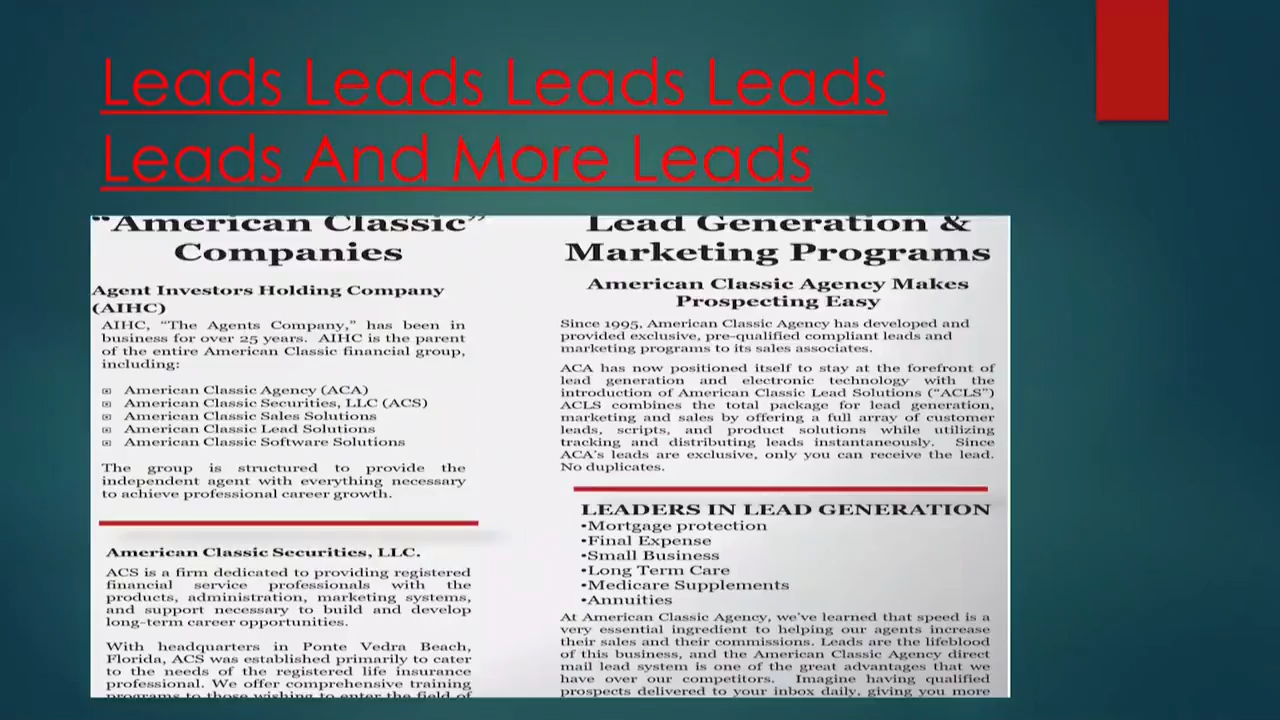 Leads Leads Leads Leads
Leads And More Leads
“American Classic”
Companies
Agent Investors Holding Company
(AIHC)
AIHC, “The Agents Company,” has been in
business for over 25 years. AIHC is the parent
of the entire American Classic financial group,
including:
American Classic Agency (ACA)
American Classic Securities, LLC (ACS)
American Classic Sales Solutions
American Classic Lead Solutions
American Classic Software Solutions
The group is structured to provide the
independent agent with everything necessary
to achieve professional career growth.
American Classic Securities, LLC.
ACS is a firm dedicated to providing registered
financial service professionals with the
products, administration, marketing systems,
and support necessary to build and develop
long-term career opportunities.
With headquarters in Ponte Vedra Beach,
Florida, ACS was established primarily to cater
to the needs of the registered life insurance
professional. We offer comprehensive training
programs to those wishing to enter the field of
Lead Generation &
Marketing Programs
American Classic Agency Makes
Prospecting Easy
Since 1995, American Classic Agency has developed and
provided exclusive, pre-qualified compliant leads and
marketing programs to its sales associates.
ACA has now positioned itself to stay at the forefront of
lead generation and electronic technology with the
introduction of American Classic Lead Solutions (“ACLS”)
ACLS combines the total package for lead generation,
marketing and sales by offering a full array of customer
leads, scripts, and product solutions while utilizing
tracking and distributing leads instantaneously. Since
ACA’s leads are exclusive, only you can receive the lead.
No duplicates.
LEADERS IN LEAD GENERATION
•Mortgage protection
•Final Expense
•Small Business
•Long Term Care
•Medicare Supplements
•Annuities
At American Classic Agency, we’ve learned that speed is a
very essential ingredient to helping our agents increase
their sales and their commissions. Leads are the lifeblood
of this business, and the American Classic Agency direct
mail lead system is one of the great advantages that we
have over our competitors. Imagine having qualified
prospects delivered to your inbox daily, giving you more